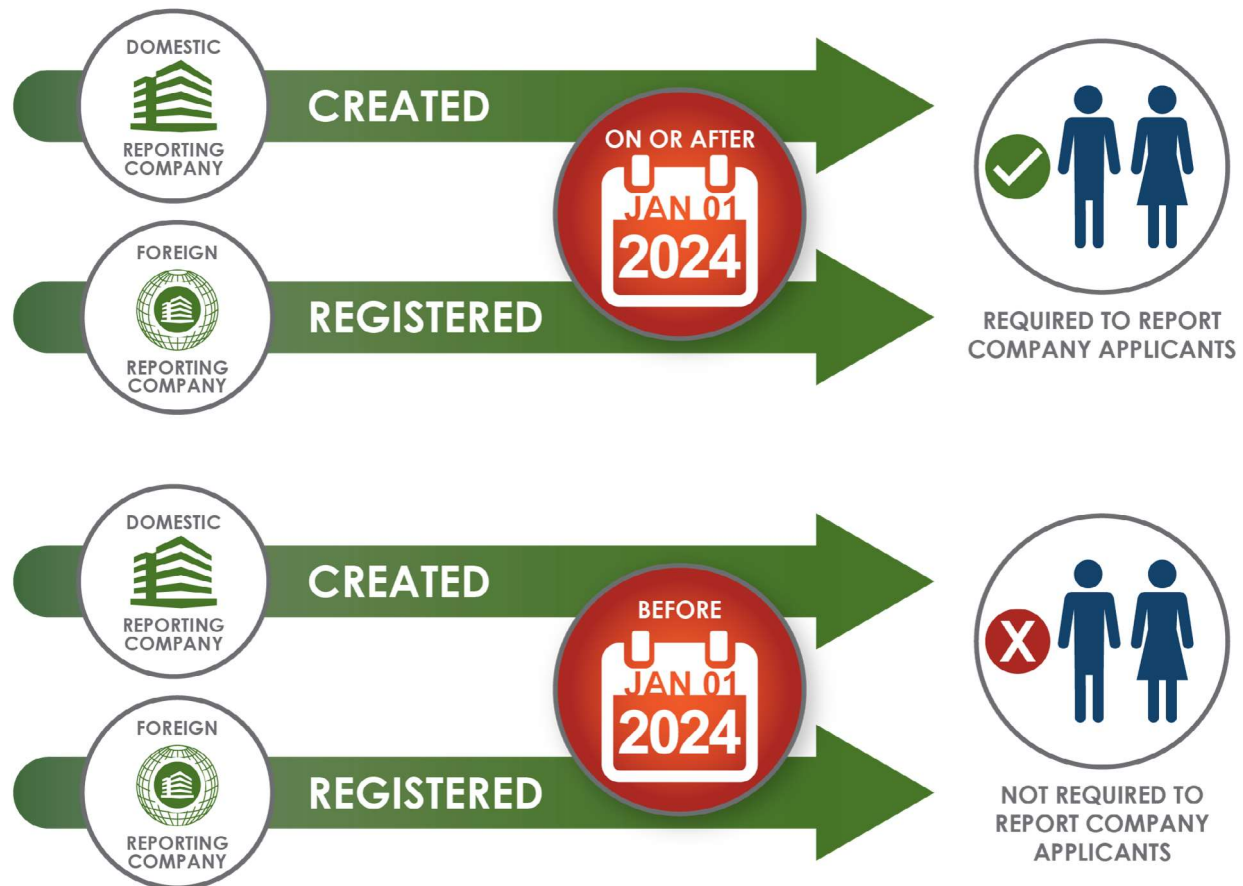 DOMESTIC
REPORTING
COMPANY
CREATED
FOREIGN
REPORTING
COMPANY
REGISTERED
ON OR AFTER
JAN 01
2024
REQUIRED TO REPORT
COMPANY APPLICANTS
DOMESTIC
REPORTING
COMPANY
CREATED
FOREIGN
REPORTING
COMPANY
REGISTERED
BEFORE
JAN 01
2024
X
NOT REQUIRED TO
REPORT COMPANY
APPLICANTS